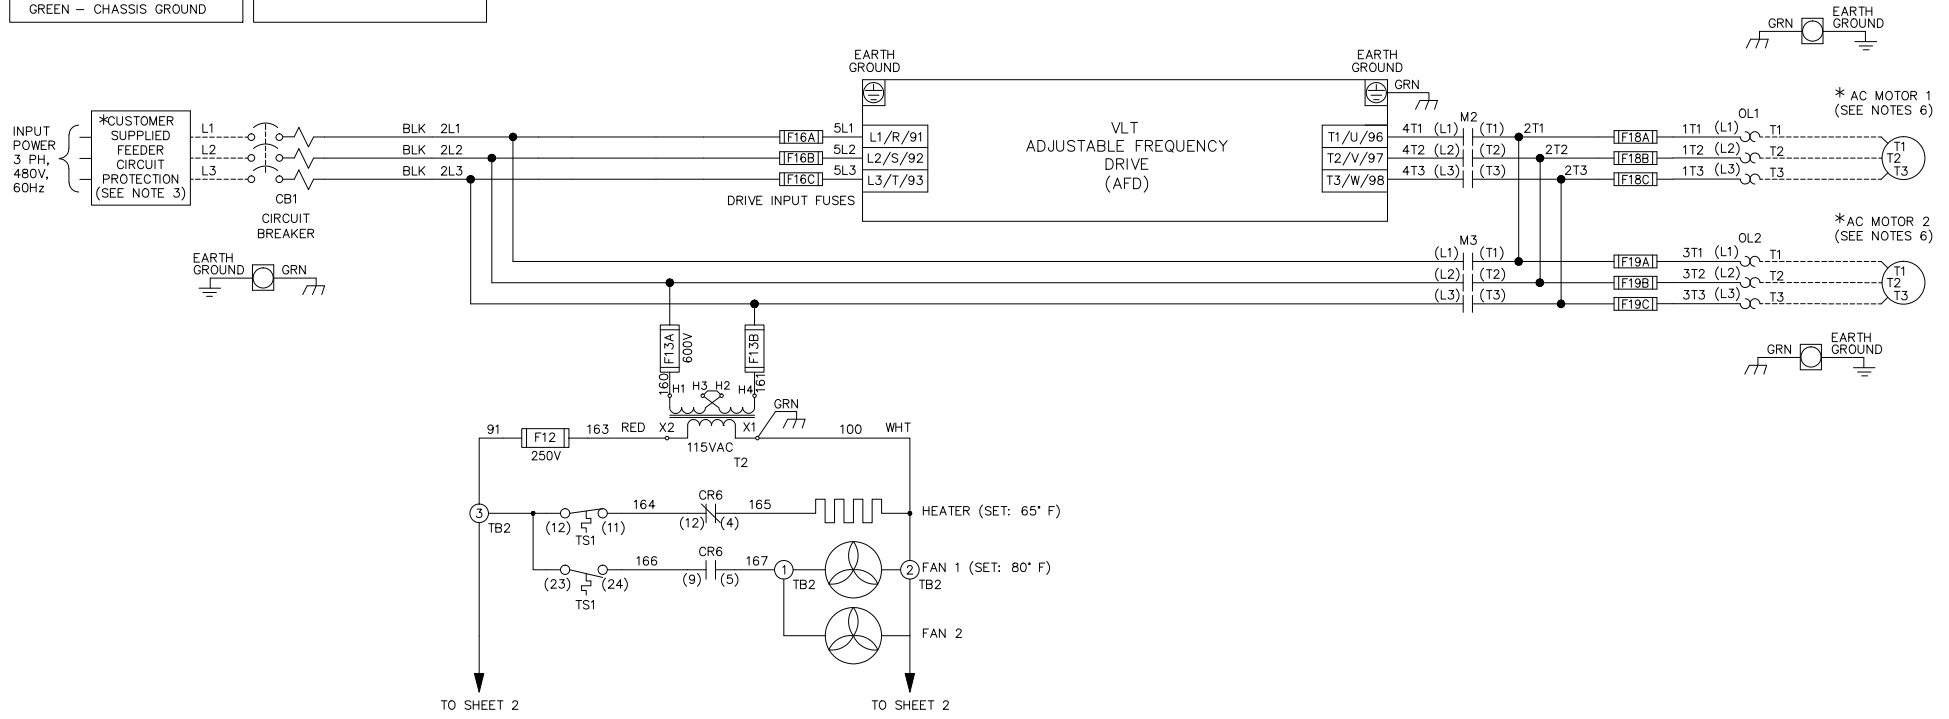 GREEN – CHASSIS GROUND
GRN
EARTH
GROUND
EARTH
GROUND
EARTH
GROUND
GRN
INPUT
POWER
3 PH,
480V,
60Hz
*CUSTOMER
SUPPLIED
FEEDER
CIRCUIT
PROTECTION
(SEE NOTE 3)
L1
L2
L3
CB1
CIRCUIT
BREAKER
BLK 2L1
BLK 2L2
BLK 2L3
F16A
F16B
F16C
5L1
5L2
5L3
DRIVE INPUT FUSES
L1/R/91
L2/S/92
L3/T/93
VLT
ADJUSTABLE FREQUENCY
DRIVE
(AFD)
T1/U/96
T2/V/97
T3/W/98
4T1 (L1)
4T2 (L2)
4T3 (L3)
M2
(T1) 2T1
(T2) 2T2
(T3) 2T3
F18A
F18B
F18C
1T1 (L1)
1T2 (L2)
1T3 (L3)
OL1
T1
T2
T3
* AC MOTOR 1
(SEE NOTES 6)
T1
T2
T3
EARTH
GROUND
GRN
M3
(L1) (T1)
(L2) (T2)
(L3) (T3)
F19A
F19B
F19C
3T1 (L1)
3T2 (L2)
3T3 (L3)
OL2
T1
T2
T3
*AC MOTOR 2
(SEE NOTES 6)
T1
T2
T3
GRN
EARTH
GROUND
F13A
600V
F13B
160
161
H1 H3 H2 H4
GRN
91
F12
250V
163 RED X2
X1
100 WHT
115VAC
T2
3
TB2
(12) (11)
TS1
164
CR6
(12) (4)
165
HEATER (SET: 65° F)
(23) (24)
TS1
166
CR6
(9) (5)
167
1
TB2
2
TB2
FAN 1 (SET: 80° F)
FAN 2
TO SHEET 2
TO SHEET 2